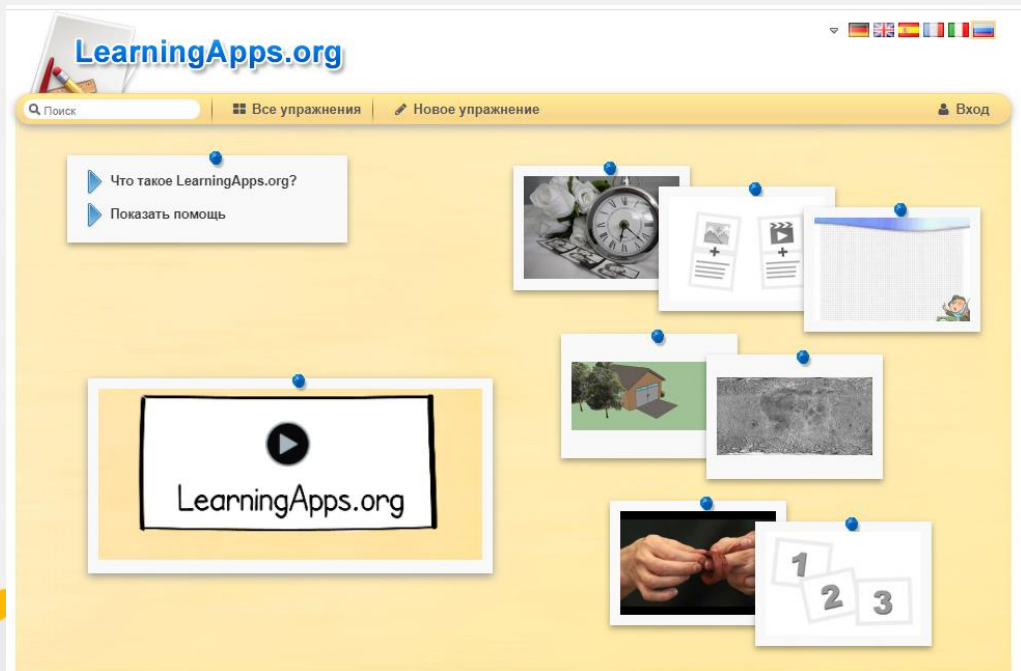 LearningApps.org
Поиск
Все упражнения
Новое упражнение
Вход
Что такое LearningApps.org?
Показать помощь
LearningApps.org
1
2
3